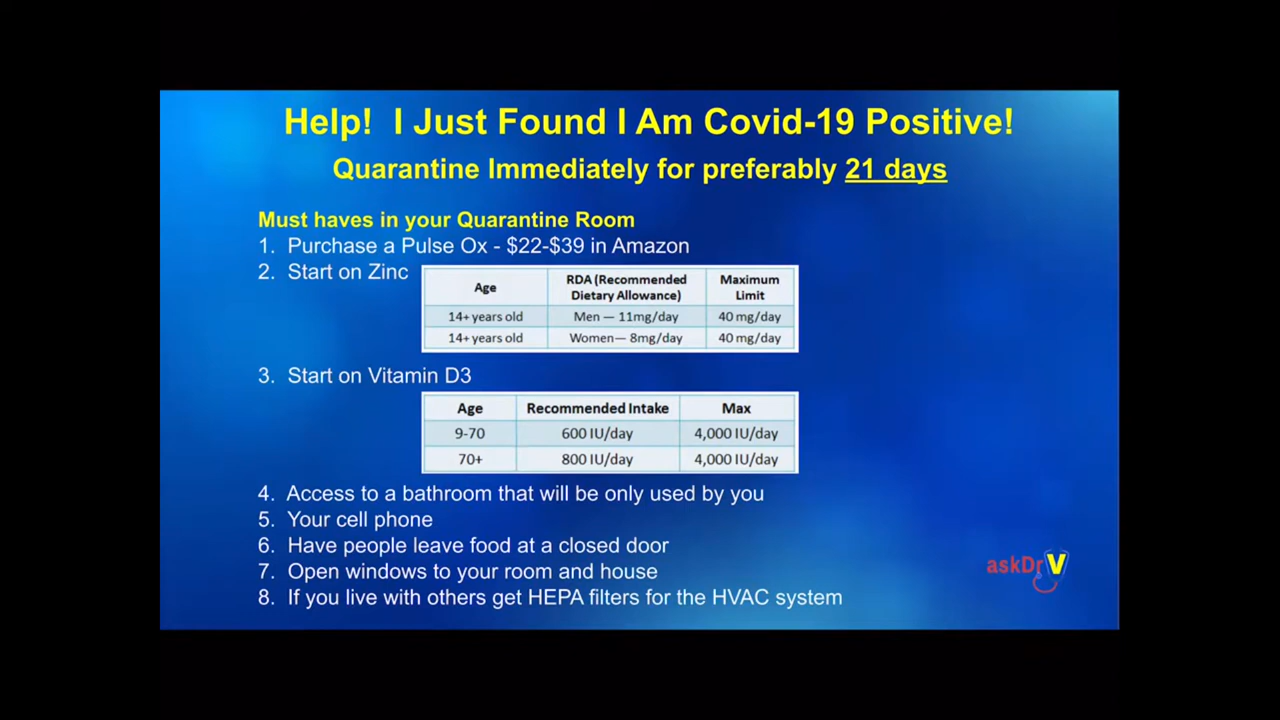 Help! I Just Found I Am Covid-19 Positive!
Quarantine Immediately for preferably 21 days
Must haves in your Quarantine Room
1. Purchase a Pulse Ox - $22-$39 in Amazon
2. Start on Zinc
Age RDA (Recommended Dietary Allowance) Maximum Limit
14+ years old Men — 11mg/day 40 mg/day
14+ years old Women— 8mg/day 40 mg/day
3. Start on Vitamin D3
Age Recommended Intake Max
9-70 600 IU/day 4,000 IU/day
70+ 800 IU/day 4,000 IU/day
4. Access to a bathroom that will be only used by you
5. Your cell phone
6. Have people leave food at a closed door
7. Open windows to your room and house
8. If you live with others get HEPA filters for the HVAC system
askDrV